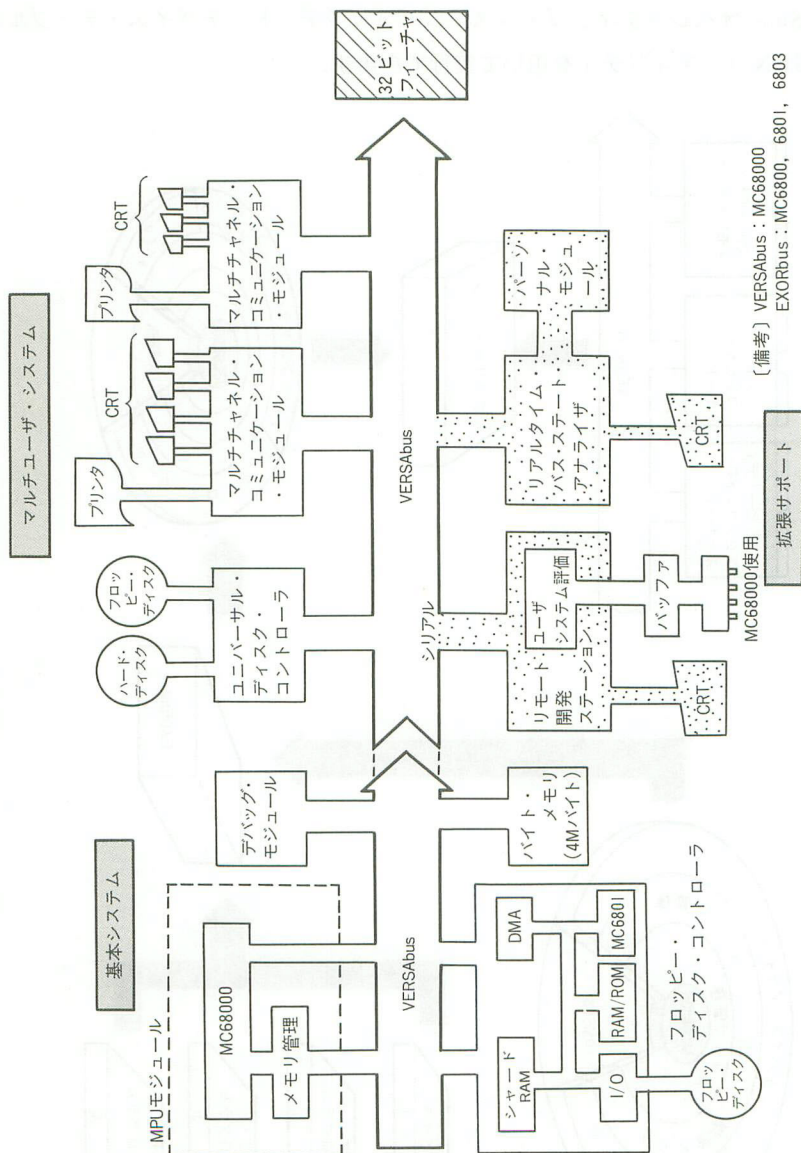 マルチユーザ・システム
基本システム
拡張サポート
MPUモジュール
MC68000
メモリ管理
デバッグ・
モジュール
ハード・
ディスク
フロッ
ピー・
ディスク
ユニバーサル・
ディスク・
コントローラ
プリンタ
CRT
マルチチャネル・
コミュニケーション
・モジュール
プリンタ
CRT
マルチチャネル・
コミュニケーション・
モジュール
VERSAbus
VERSAbus
32ビット
フィーチャ
シャード
RAM
DMA
I/O
RAM/ROM
MC6801
フロッ
ピー・
ディスク
フロッピー・
ディスク・コントローラ
バイト・
メモリ
(4Mバイト)
シリアル
ユーザ
システム評価
リモート
開発
ステーション
CRT
バッファ
MC68000使用
リアルタイム・
バス・ステート
アナライザ
CRT
パーソ
ナル・
モジュ
ール
〔備考〕 VERSAbus：MC68000
EXORbus：MC6800, 6801, 6803